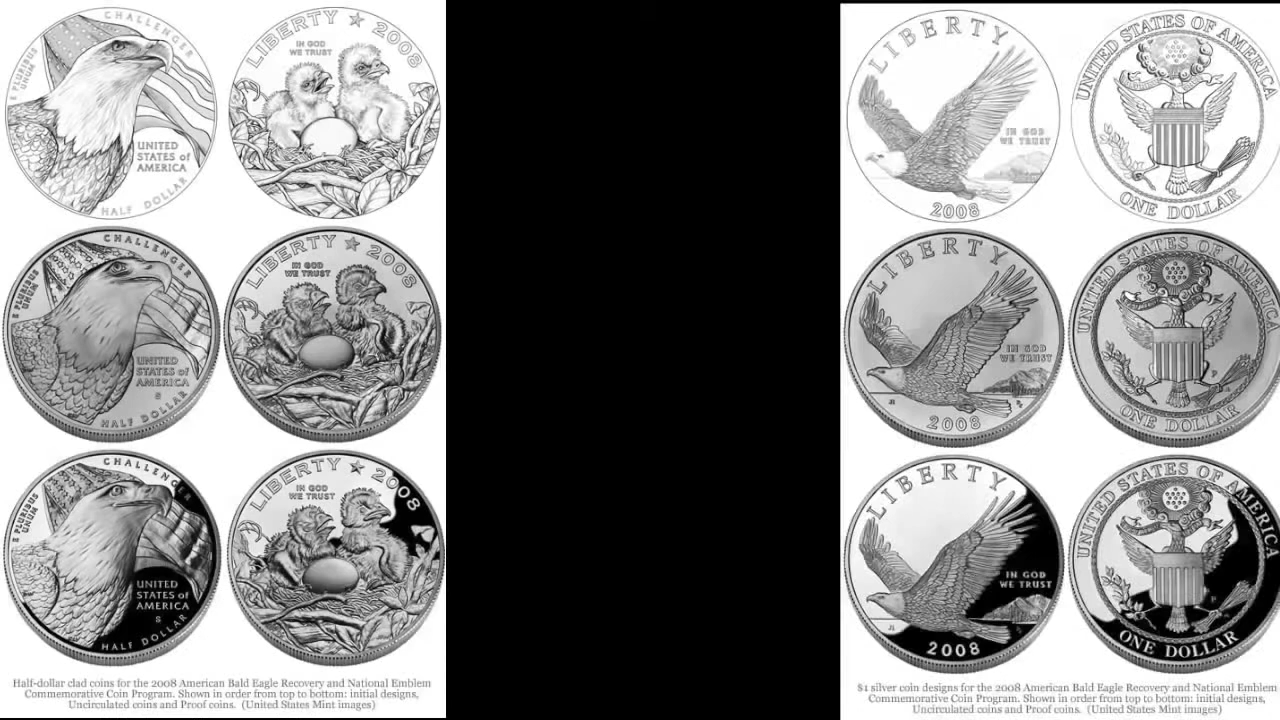 CHALLENGER
E PLURIBUS
UNUM
UNITED
STATES of
AMERICA
HALF DOLLAR
LIBERTY ★ 2008
IN GOD
WE TRUST
CHALLENGER
E PLURIBUS
UNUM
UNITED
STATES of
AMERICA
S
HALF DOLLAR
LIBERTY ★ 2008
IN GOD
WE TRUST
CHALLENGER
E PLURIBUS
UNUM
UNITED
STATES of
AMERICA
S
HALF DOLLAR
LIBERTY ★ 2008
IN GOD
WE TRUST
Half-dollar clad coins for the 2008 American Bald Eagle Recovery and National Emblem
Commemorative Coin Program. Shown in order from top to bottom: initial designs,
Uncirculated coins and Proof coins. (United States Mint images)
LIBERTY
IN GOD
WE TRUST
2008
UNITED STATES OF AMERICA
ONE DOLLAR
LIBERTY
IN GOD
WE TRUST
2008
UNITED STATES OF AMERICA
P
ONE DOLLAR
LIBERTY
IN GOD
WE TRUST
2008
UNITED STATES OF AMERICA
P
ONE DOLLAR
$1 silver coin designs for the 2008 American Bald Eagle Recovery and National Emblem
Commemorative Coin Program. Shown in order from top to bottom: initial designs,
Uncirculated coins and Proof coins. (United States Mint images)